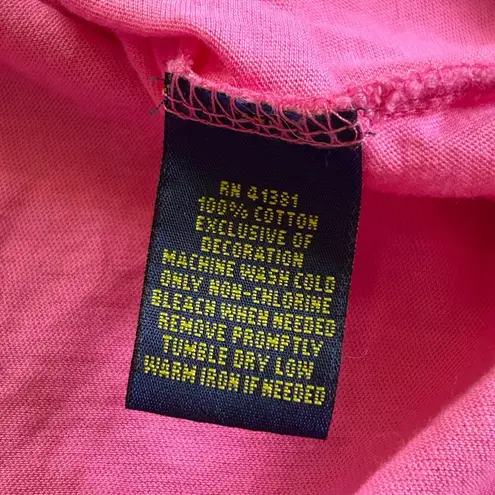 RN 41381
100% COTTON
EXCLUSIVE OF
DECORATION
MACHINE WASH COLD
ONLY NON-CHLORINE
BLEACH WHEN NEEDED
REMOVE PROMPTLY
TUMBLE DRY LOW
WARM IRON IF NEEDED